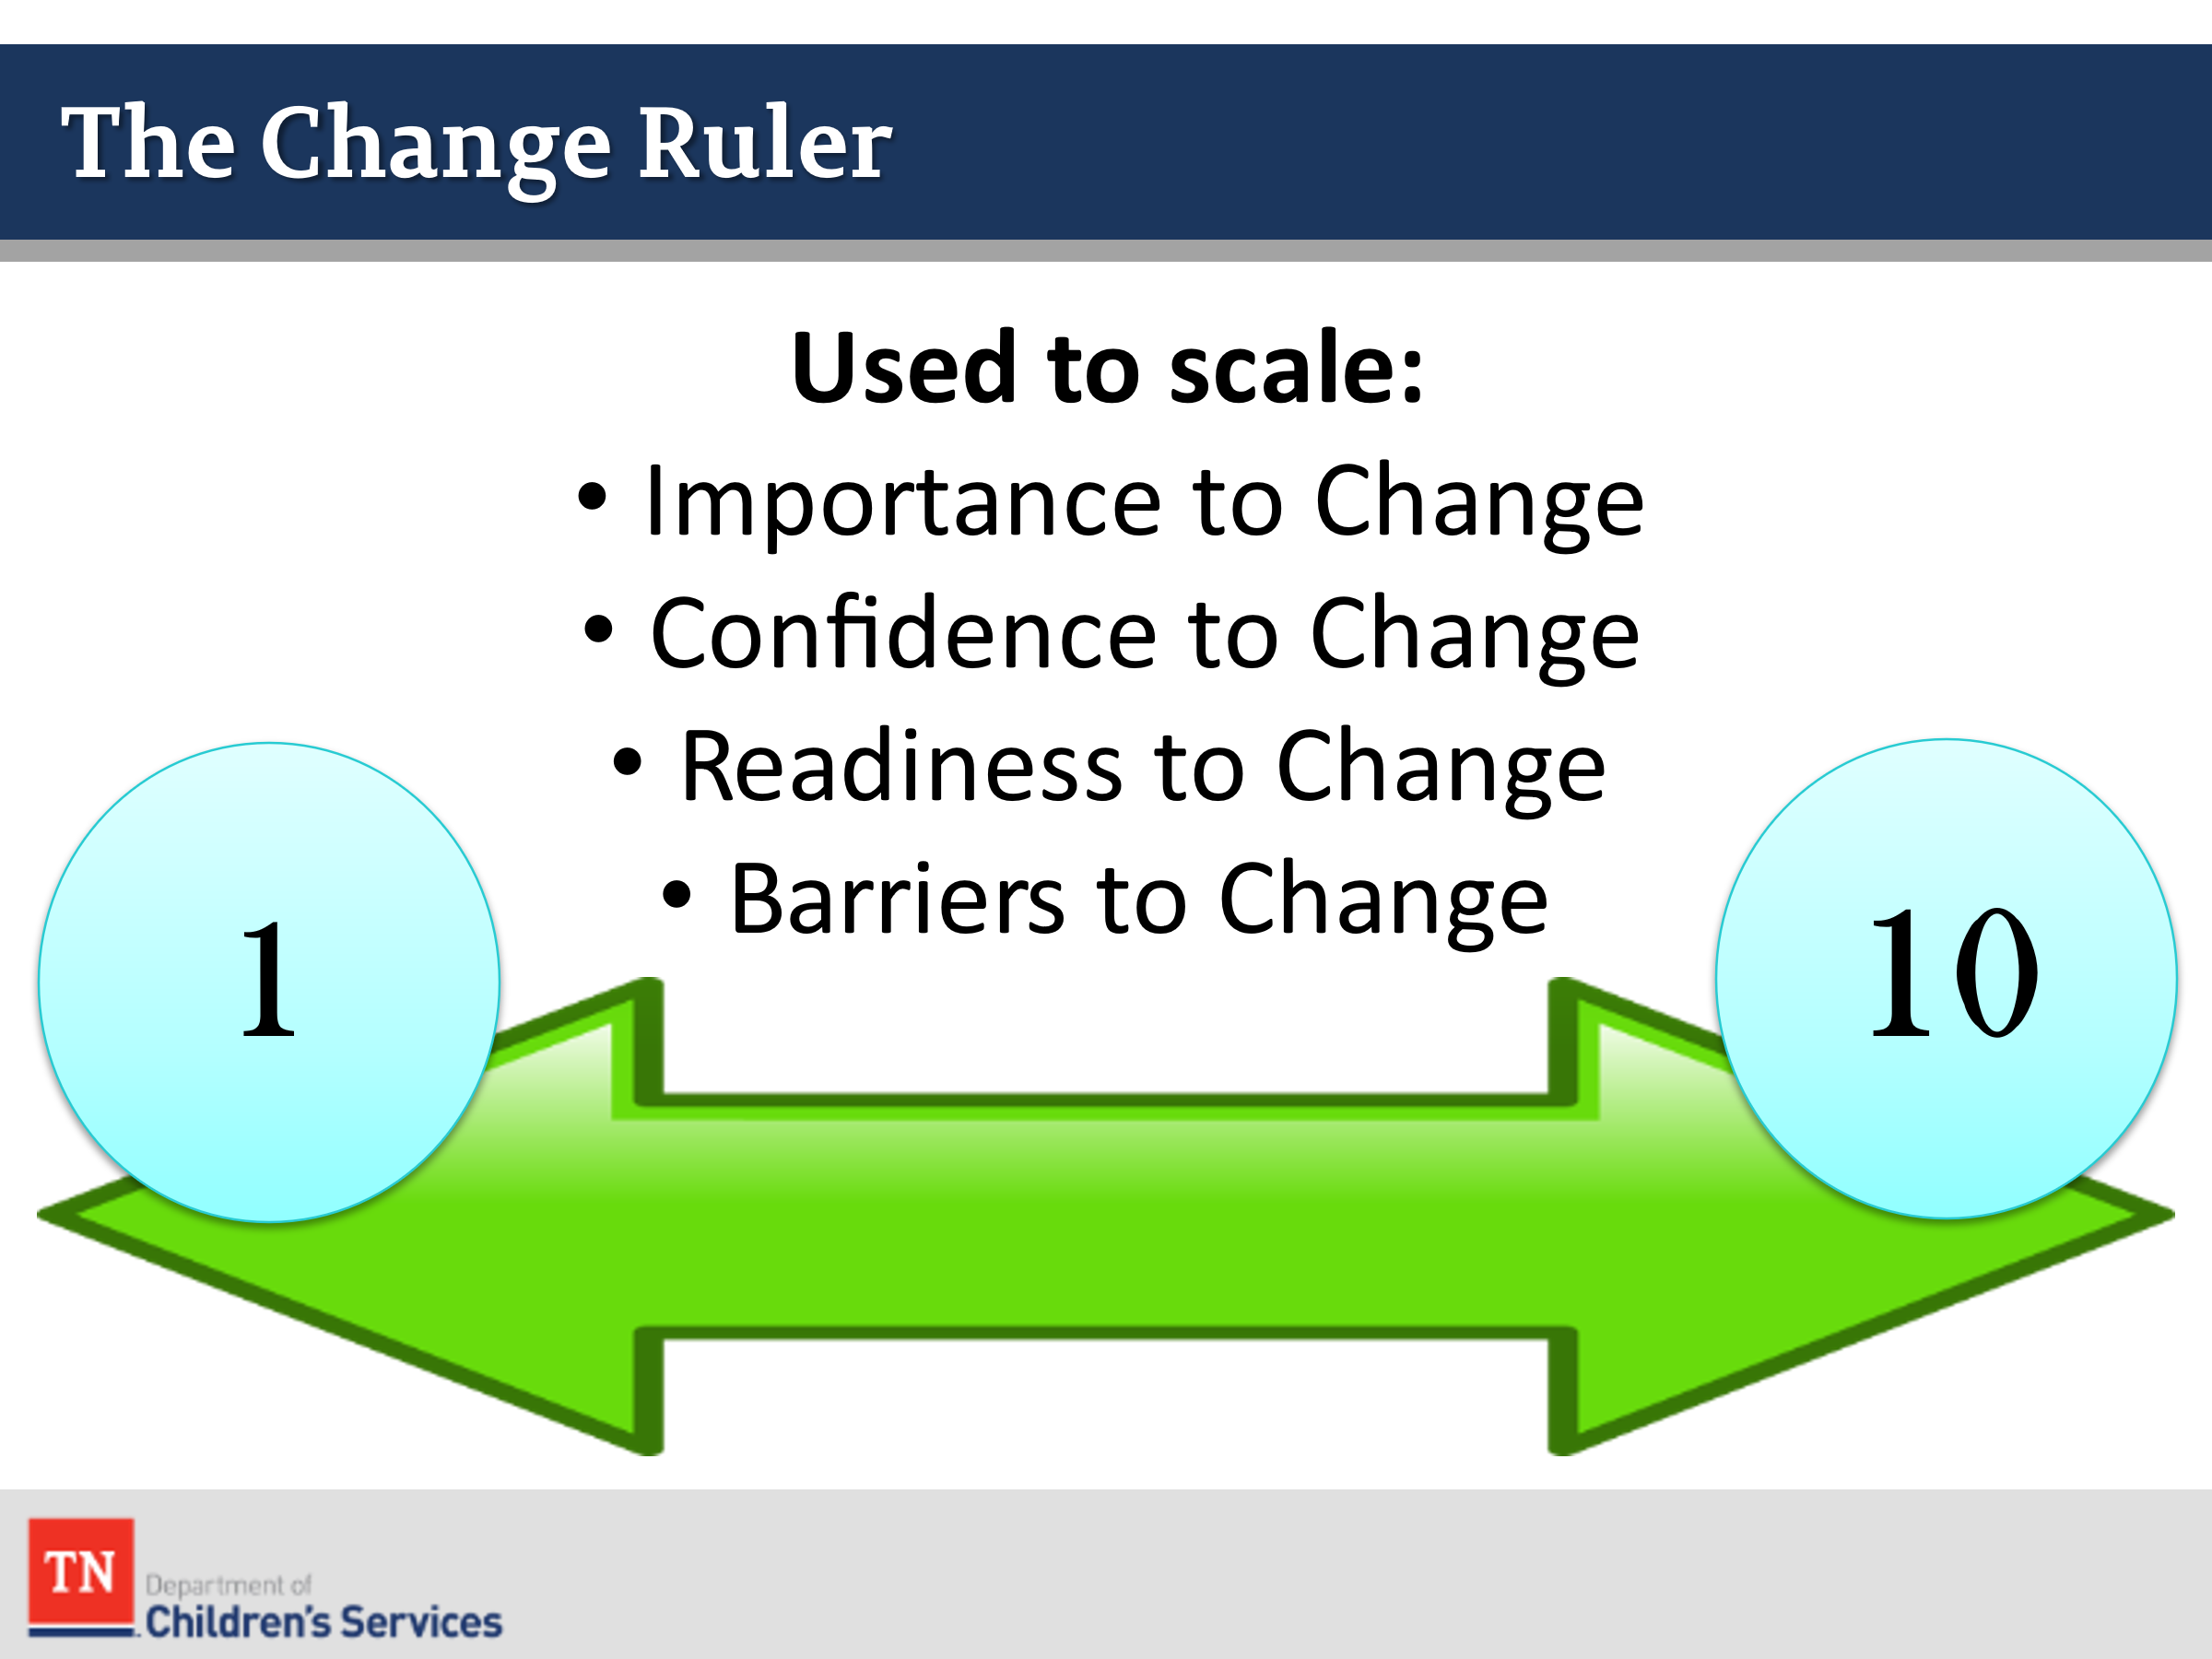 The Change Ruler
Used to scale:
• Importance to Change
• Confidence to Change
• Readiness to Change
• Barriers to Change
1
10
TN
Department of
Children's Services